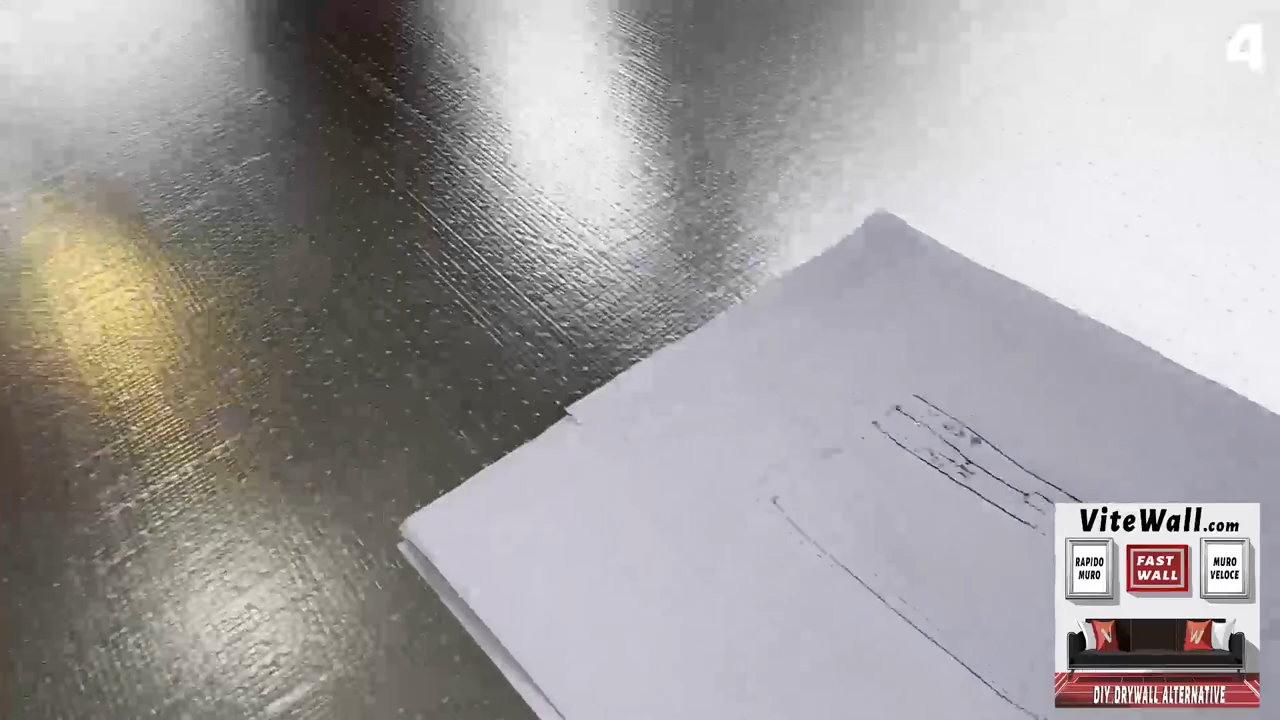 4
ViteWall.com
RAPIDO
MURO
FAST
WALL
MURO
VELOCE
N
W
DIY DRYWALL ALTERNATIVE